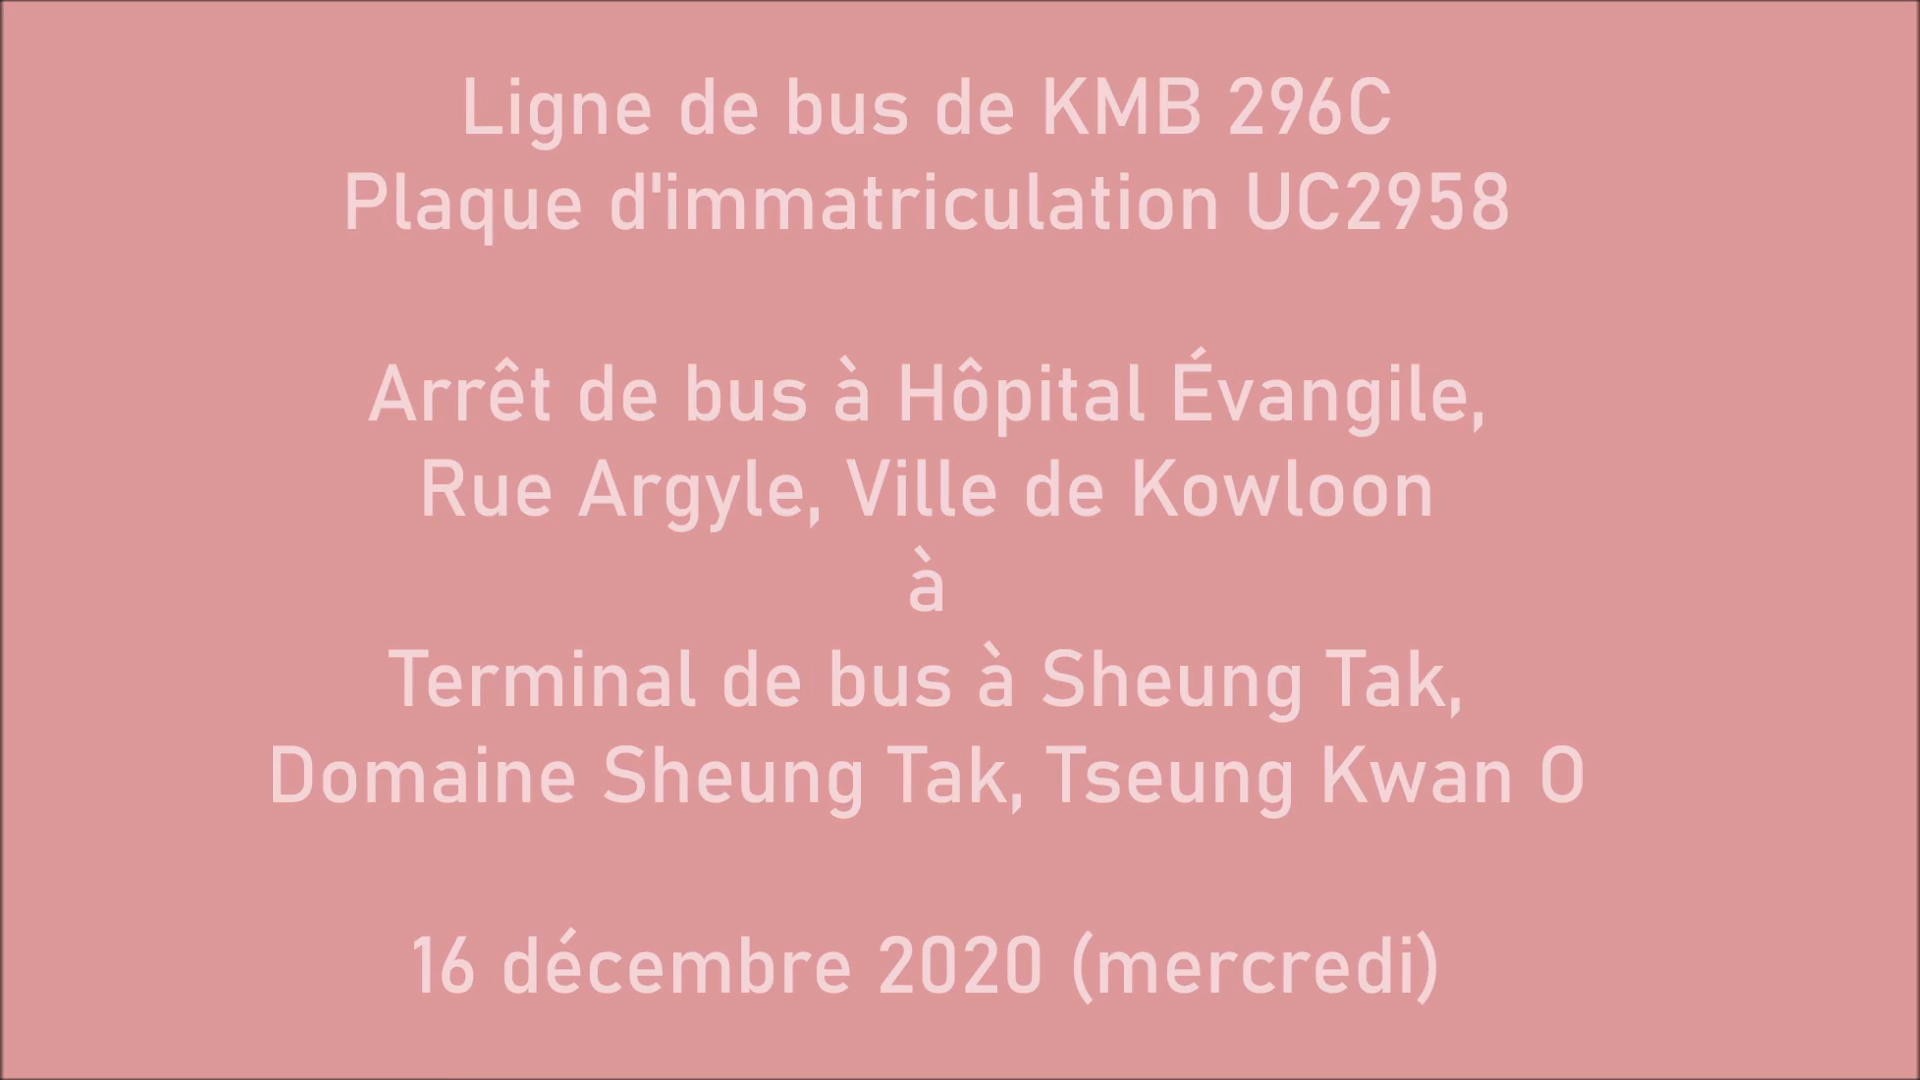 Ligne de bus de KMB 296C
Plaque d'immatriculation UC2958
Arrêt de bus à Hôpital Évangile,
Rue Argyle, Ville de Kowloon
à
Terminal de bus à Sheung Tak,
Domaine Sheung Tak, Tseung Kwan O
16 décembre 2020 (mercredi)